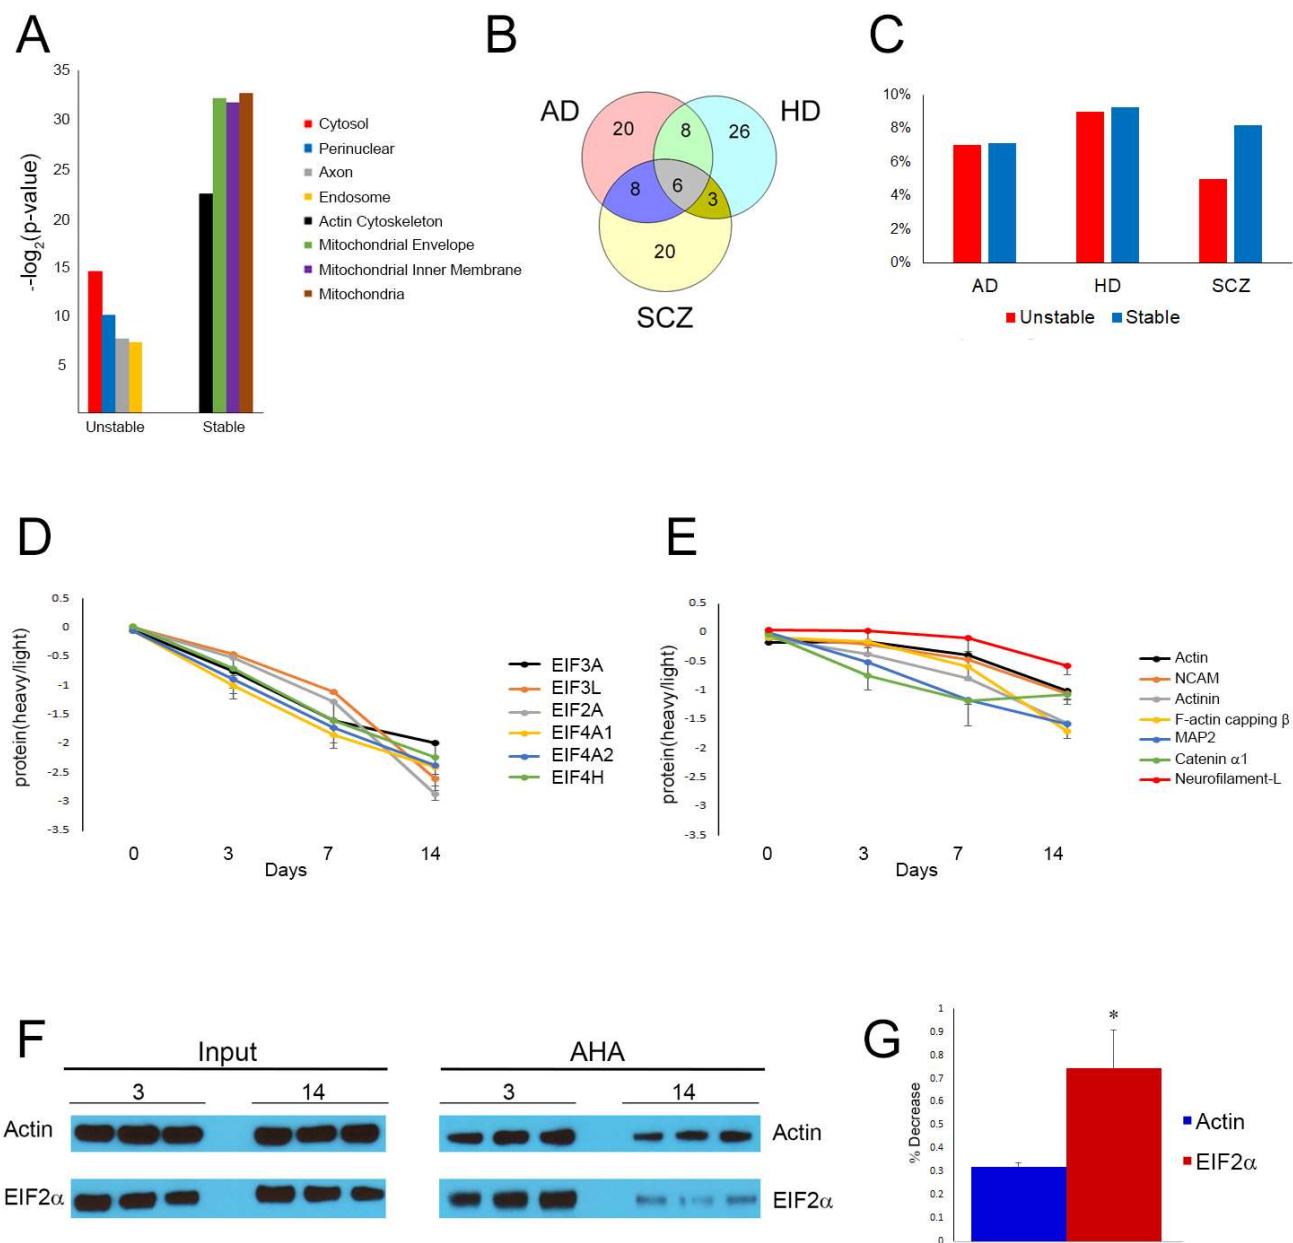 A
35
30
25
20
15
10
5
--log2(p-value)
Unstable
Stable
Cytosol
Perinuclear
Axon
Endosome
Actin Cytoskeleton
Mitochondrial Envelope
Mitochondrial Inner Membrane
Mitochondria
B
AD
HD
20
8
26
8
6
3
20
SCZ
C
10%
8%
6%
4%
2%
0%
AD HD SCZ
Unstable Stable
D
0.5
0
-0.5
-1
-1.5
-2
-2.5
-3
-3.5
protein(heavy/light)
0 3 7 14
Days
EIF3A
EIF3L
EIF2A
EIF4A1
EIF4A2
EIF4H
E
0.5
0
-0.5
-1
-1.5
-2
-2.5
-3
-3.5
protein(heavy/light)
0 3 7 14
Days
Actin
NCAM
Actinin
F-actin capping β
MAP2
Catenin α1
Neurofilament-L
F
Input AHA
3 14 3 14
Actin Actin
EIF2α EIF2α
G
1
0.9
0.8
0.7
0.6
0.5
0.4
0.3
0.2
0.1
0
% Decrease
*
Actin
EIF2α